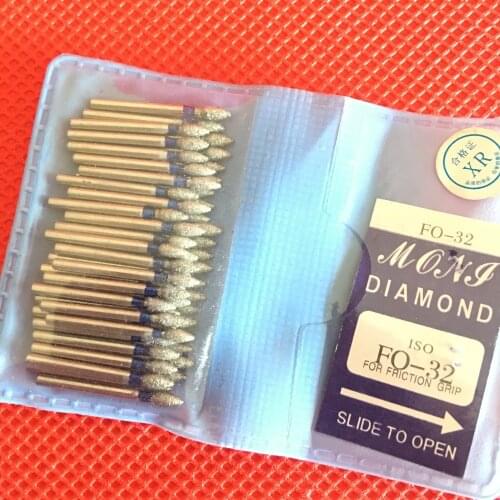 合格证
XR
FO-32
MONI
DIAMOND
ISO
FO-32
FOR FRICTION GRIP
SLIDE TO OPEN